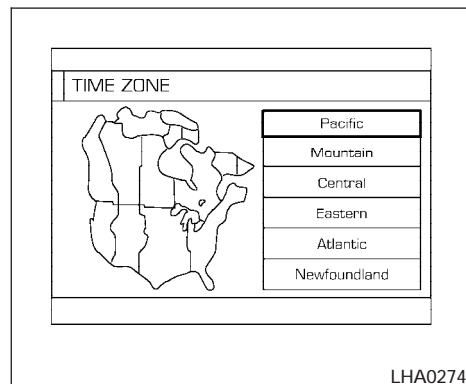 TIME ZONE
Pacific
Mountain
Central
Eastern
Atlantic
Newfoundland
LHA0274